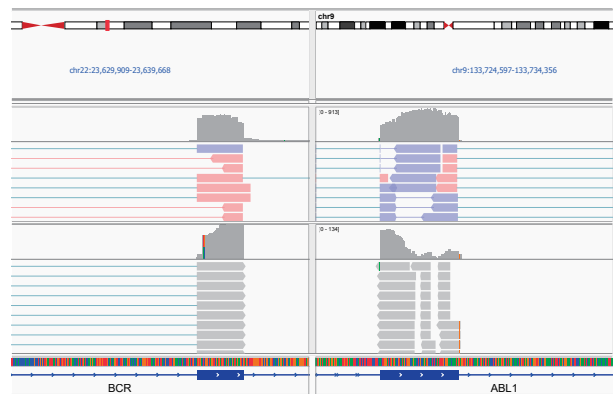 chr9
chr22:23,629,909-23,639,668
chr9:133,724,597-133,734,356
[0 - 913]
[0 - 134]
BCR
ABL1